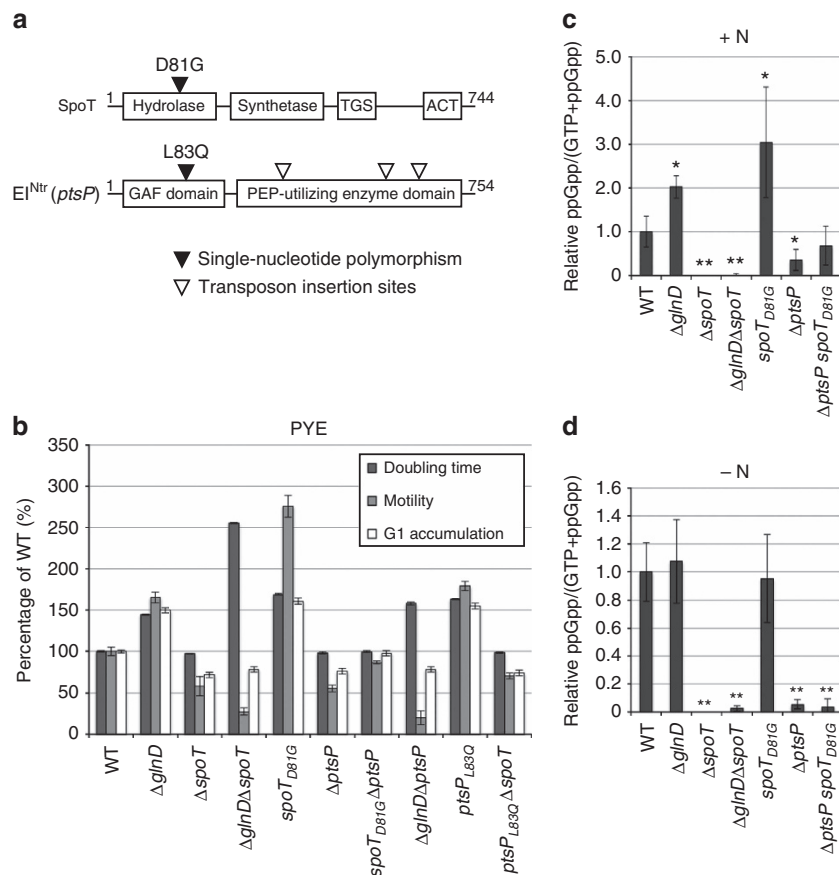 a
D81G
SpoT 1 Hydrolase Synthetase TGS ACT 744
L83Q
EI^Ntr (ptsP) 1 GAF domain PEP-utilizing enzyme domain 754
Single-nucleotide polymorphism
Transposon insertion sites
b
PYE
Percentage of WT (%)
350
300
250
200
150
100
50
0
Doubling time
Motility
G1 accumulation
WT
ΔglnD
ΔspoT
ΔglnDΔspoT
spoT_D81G
ΔptsP
spoT_D81GΔptsP
ΔglnDΔptsP
ptsP_L83Q
ptsP_L83QΔspoT
c
+ N
Relative ppGpp/(GTP+ppGpp)
5.0
4.0
3.0
2.0
1.0
0
*
**
**
*
*
WT
ΔglnD
ΔspoT
ΔglnDΔspoT
spoT_D81G
ΔptsP
ΔptsP spoT_D81G
d
– N
Relative ppGpp/(GTP+ppGpp)
1.6
1.4
1.2
1.0
0.8
0.6
0.4
0.2
0
**
**
**
**
WT
ΔglnD
ΔspoT
ΔglnDΔspoT
spoT_D81G
ΔptsP
ΔptsP spoT_D81G